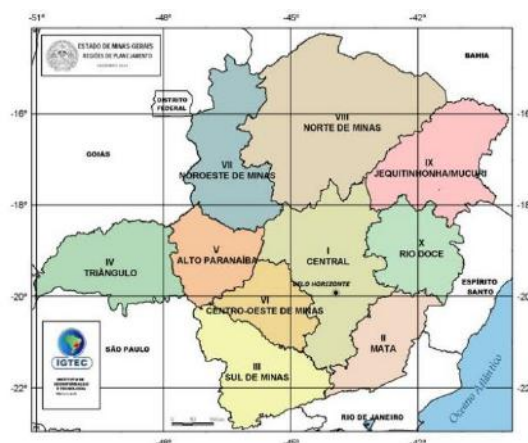 -51° -48° -45° -42°
ESTADO DE MINAS GERAIS
REGIÕES DE PLANEJAMENTO
BAHIA
DISTRITO
FEDERAL
-16° -16°
VIII
NORTE DE MINAS
GOIÁS
VII
NOROESTE DE MINAS
IX
JEQUITINHONHA/MUCURI
-18° -18°
IV
TRIÂNGULO
V
ALTO PARANAÍBA
I
CENTRAL
X
RIO DOCE
BELO HORIZONTE
ESPÍRITO
SANTO
-20° -20°
VI
CENTRO-OESTE DE MINAS
IGTEC
SÃO PAULO
II
MATA
III
SUL DE MINAS
-22° -22°
Oceano Atlântico
RIO DE JANEIRO
-48° -45° -42°